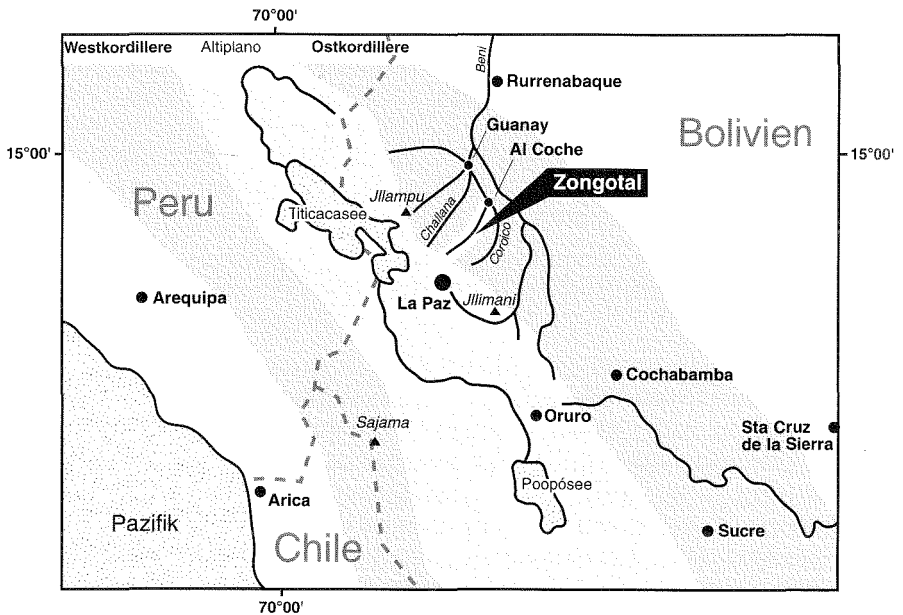 70°00'
Westkordillere Altiplano Ostkordillere
Beni
Rurrenabaque
Guanay
Bolivien
Al Coche
15°00' 15°00'
Zongotal
Peru
Jllampu
Challana
Titicacasee
Coroico
Arequipa
La Paz
Jllimani
Cochabamba
Oruro
Sajama
Sta Cruz
de la Sierra
Poopósee
Arica
Pazifik
Sucre
Chile
70°00'